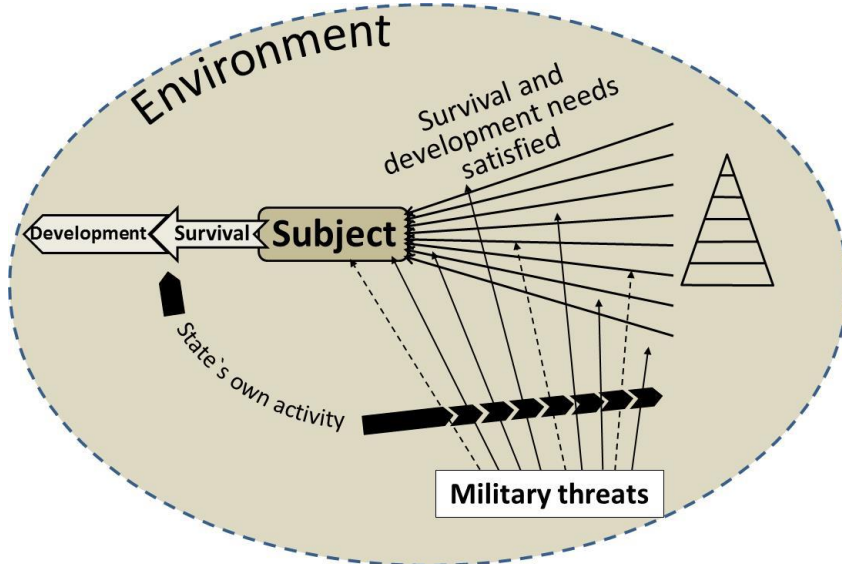 Environment
Survival and
development needs
satisfied
Development
Survival
Subject
State`s own activity
Military threats